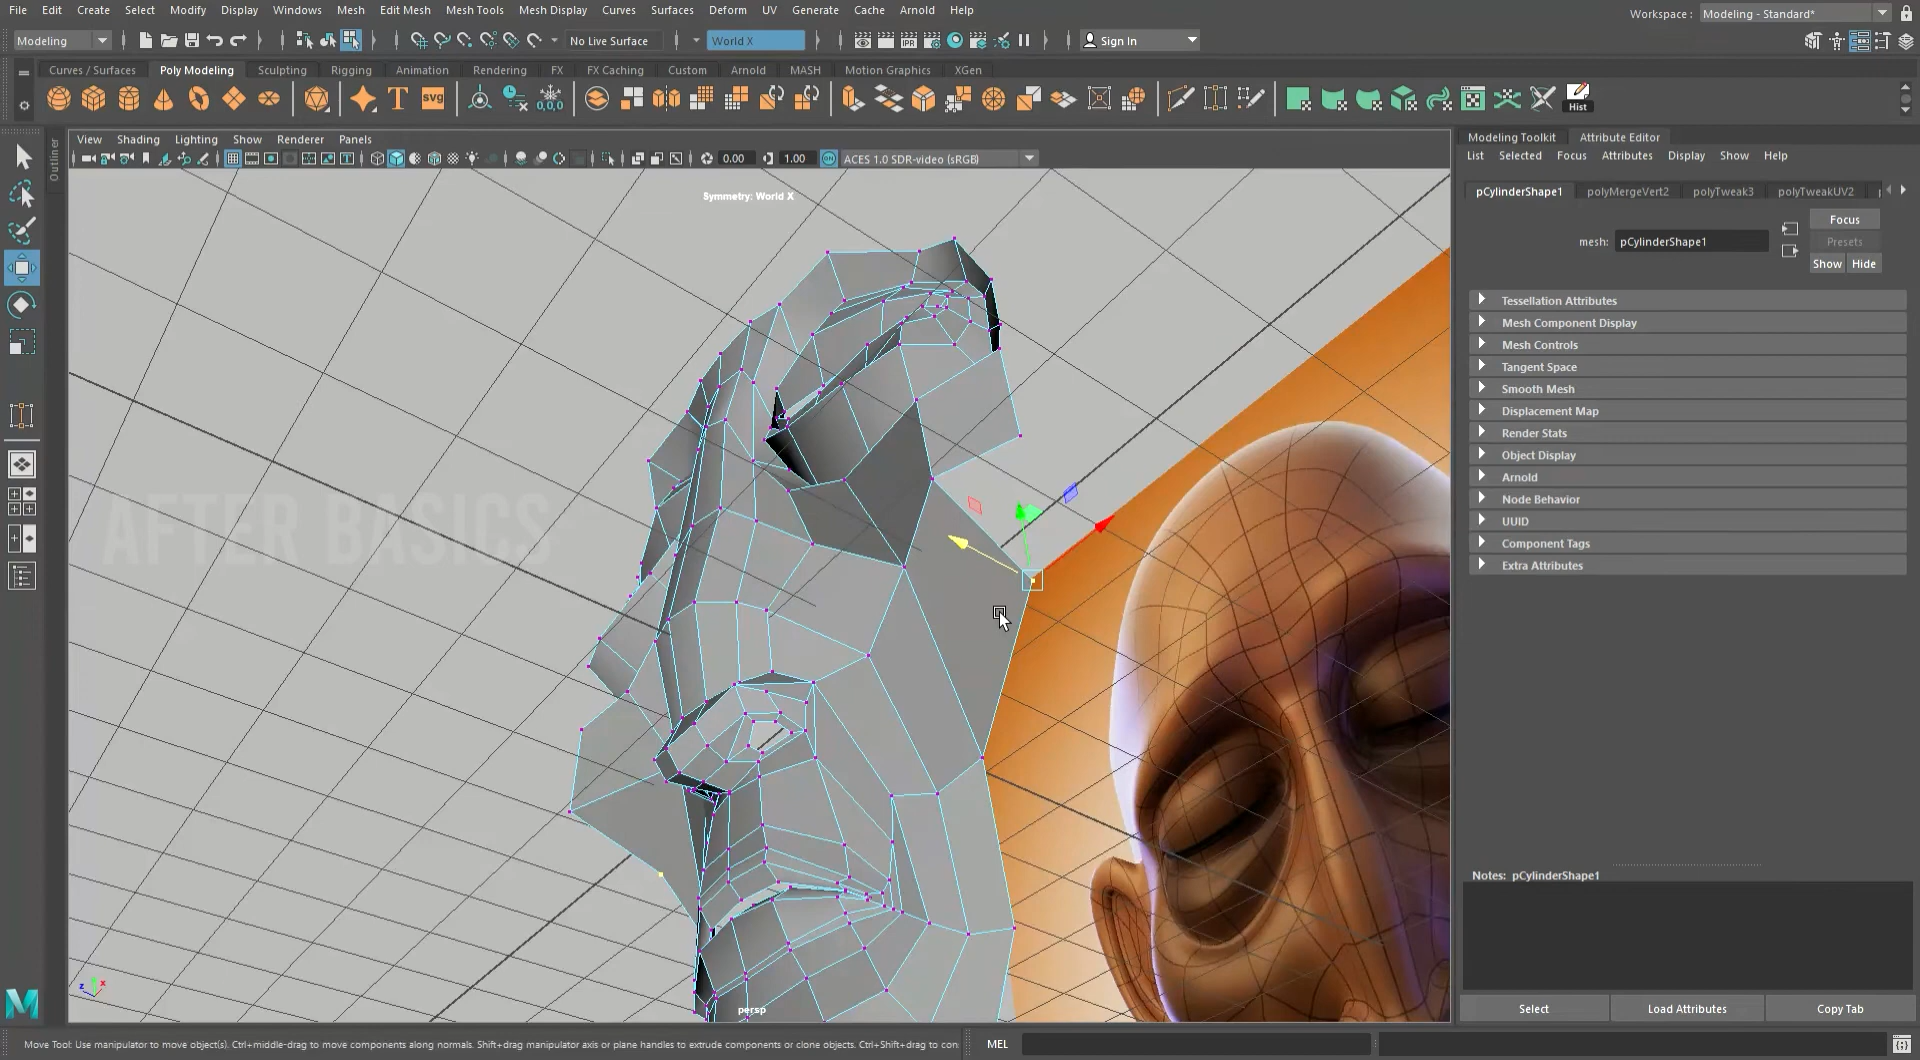 File Edit Create Select Modify Display Windows Mesh Edit Mesh Mesh Tools Mesh Display Curves Surfaces Deform UV Generate Cache Arnold Help
Workspace : Modeling - Standard*
Modeling No Live Surface World X Sign In
Curves / Surfaces Poly Modeling Sculpting Rigging Animation Rendering FX FX Caching Custom Arnold MASH Motion Graphics XGen
T SVG 0,0,0 Hist
View Shading Lighting Show Renderer Panels
Modeling Toolkit Attribute Editor
Outliner
0.00 1.00 ON ACES 1.0 SDR-video (sRGB)
List Selected Focus Attributes Display Show Help
Symmetry: World X
pCylinderShape1 polyMergeVert2 polyTweak3 polyTweakUV2
Focus
mesh: pCylinderShape1
Presets
Show Hide
Tessellation Attributes
Mesh Component Display
Mesh Controls
Tangent Space
Smooth Mesh
Displacement Map
Render Stats
Object Display
Arnold
Node Behavior
UUID
Component Tags
Extra Attributes
AFTER BASICS
Notes: pCylinderShape1
z y x
persp
M
Select Load Attributes Copy Tab
Move Tool: Use manipulator to move object(s). Ctrl+middle-drag to move components along normals. Shift+drag manipulator axis or plane handles to extrude components or clone objects. Ctrl+Shift+drag to con
MEL